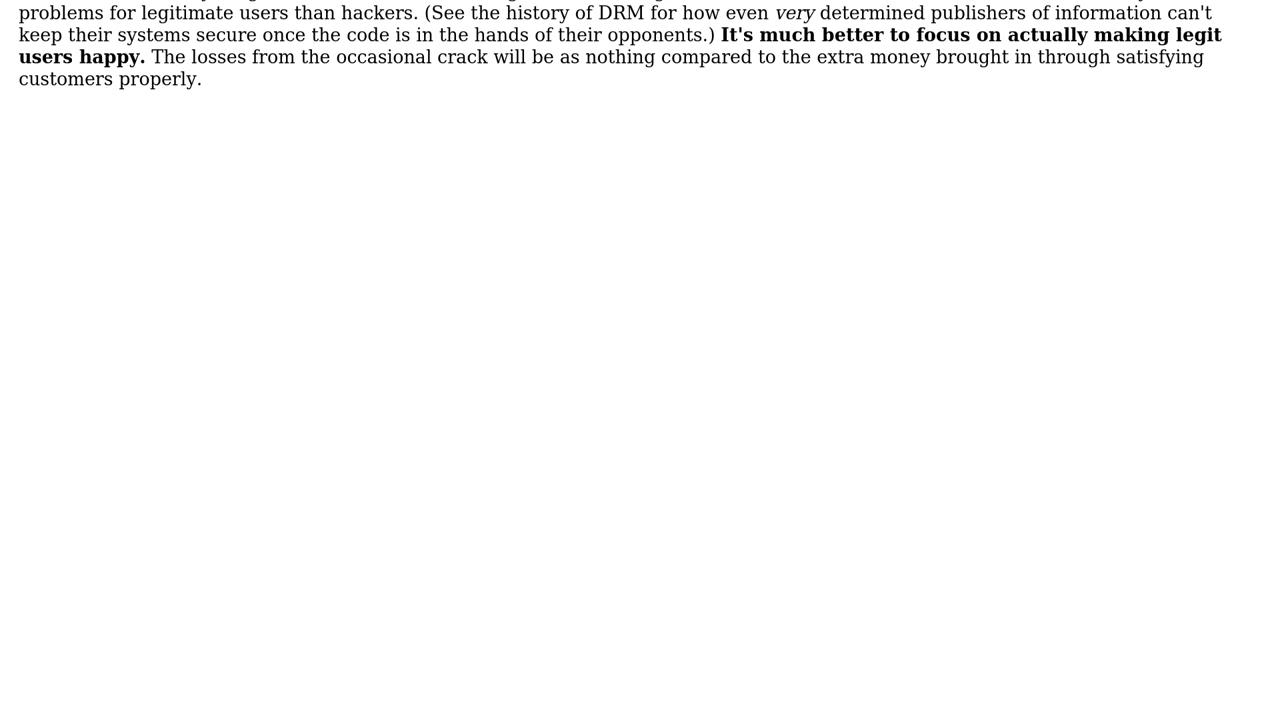 problems for legitimate users than hackers. (See the history of DRM for how even very determined publishers of information can't
keep their systems secure once the code is in the hands of their opponents.) It's much better to focus on actually making legit
users happy. The losses from the occasional crack will be as nothing compared to the extra money brought in through satisfying
customers properly.